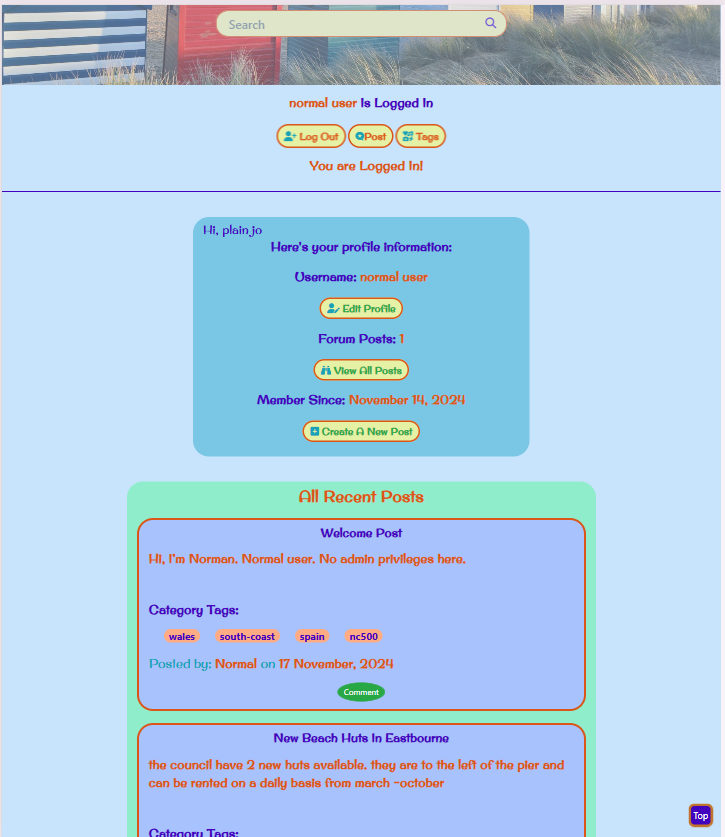 Search
normal user Is Logged In
Log Out Post Tags
You are Logged In!
Hi, plainjo
Here's your profile information:
Username: normal user
Edit Profile
Forum Posts: 1
View All Posts
Member Since: November 14, 2024
Create A New Post
All Recent Posts
Welcome Post
Hi, I'm Norman. Normal user. No admin privileges here.
Category Tags:
wales south-coast spain nc500
Posted by: Normal on 17 November, 2024
Comment
New Beach Huts In Eastbourne
the council have 2 new huts available. they are to the left of the pier and
can be rented on a daily basis from march -october
Category Tags:
Top